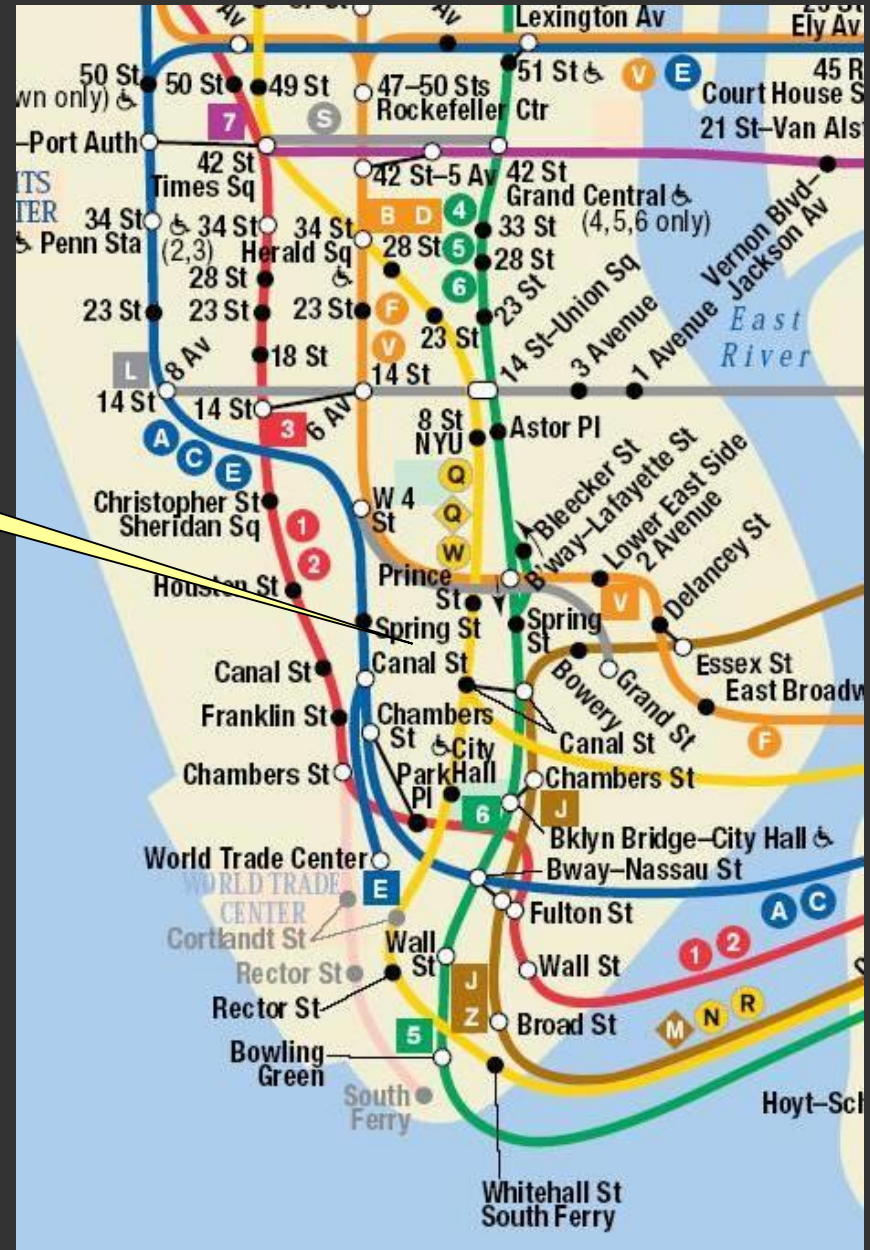 Av
Av
Lexington Av
Ely Av
50 St
wn only)
50 St
49 St
47–50 Sts
Rockefeller Ctr
51 St
V
E
45 R
Court House S
21 St–Van Alst
7
S
–Port Auth
42 St
Times Sq
42 St–5 Av
42 St
Grand Central
(4,5,6 only)
ITS
TER
34 St
Penn Sta
34 St
(2,3)
34 St
Herald Sq
B D
4
5
6
33 St
28 St
28 St
28 St
Vernon Blvd–
Jackson Av
23 St
23 St
23 St
F
V
23 St
23 St
14 St–Union Sq
3 Avenue
1 Avenue
East
River
18 St
L
8 Av
14 St
14 St
3
6 Av
14 St
8 St
NYU
Astor Pl
A
C
E
Q
Q
W
Christopher St
Sheridan Sq
1
2
W 4
St
Bleecker St
B'way–Lafayette St
Lower East Side
2 Avenue
Delancey St
Houston St
Prince
St
V
Spring St
Spring
St
Canal St
Canal St
Bowery
Grand St
Essex St
East Broadw
Franklin St
Chambers
St
City
Hall
Canal St
F
Chambers St
Park
Pl
Chambers St
6
J
Bklyn Bridge–City Hall
World Trade Center
E
Bway–Nassau St
WORLD TRADE
CENTER
A
C
Cortlandt St
Fulton St
Wall
St
1
2
Rector St
Wall St
Rector St
J
Z
Broad St
M
N
R
5
Bowling
Green
South
Ferry
Hoyt–Sch
Whitehall St
South Ferry